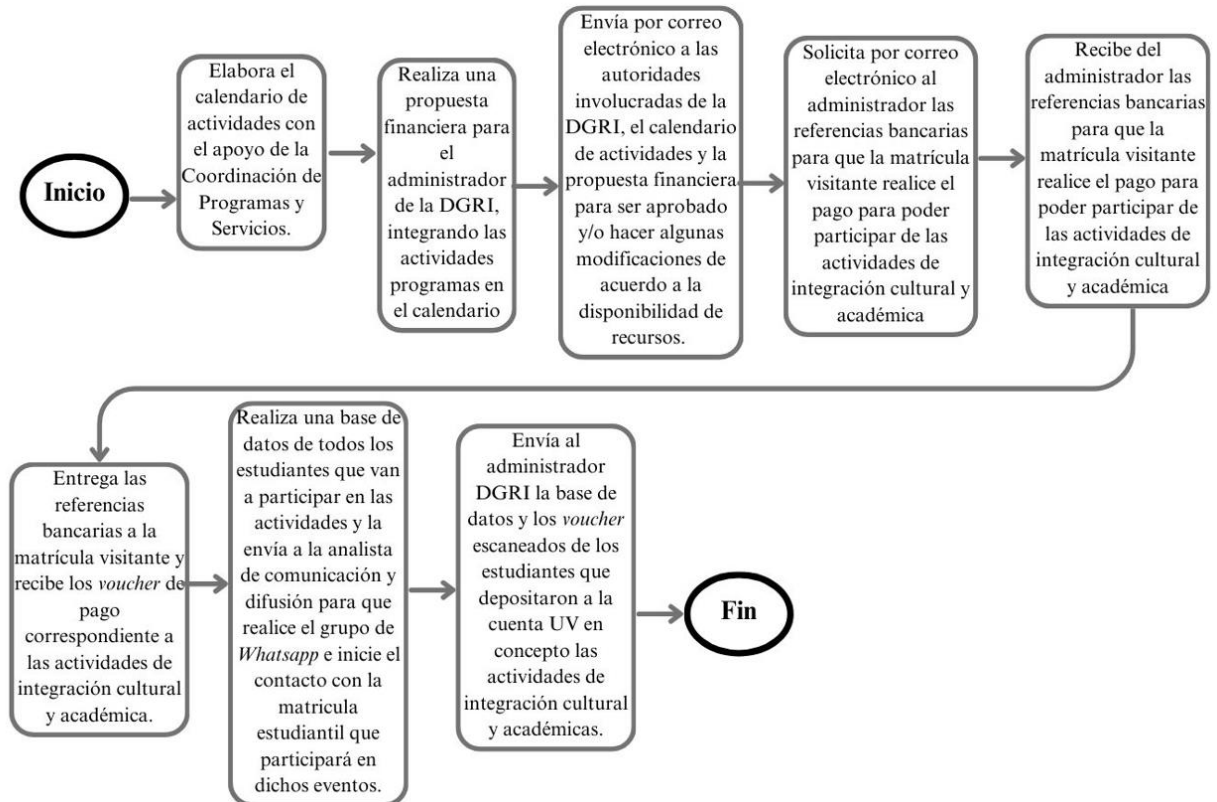 Inicio
Elabora el
calendario de
actividades con
el apoyo de la
Coordinación de
Programas y
Servicios.
Realiza una
propuesta
financiera para
el
administrador
de la DGRI,
integrando las
actividades
programas en
el calendario
Envía por correo
electrónico a las
autoridades
involucradas de la
DGRI, el calendario
de actividades y la
propuesta financiera
para ser aprobado
y/o hacer algunas
modificaciones de
acuerdo a la
disponibilidad de
recursos.
Solicita por correo
electrónico al
administrador las
referencias bancarias
para que la matrícula
visitante realice el
pago para poder
participar de las
actividades de
integración cultural y
académica
Recibe del
administrador las
referencias bancarias
para que la
matrícula visitante
realice el pago para
poder participar de
las actividades de
integración cultural
y académica
Entrega las
referencias
bancarias a la
matrícula visitante y
recibe los voucher de
pago
correspondiente a
las actividades de
integración cultural
y académica.
Realiza una base de
datos de todos los
estudiantes que van
a participar en las
actividades y la
envía a la analista
de comunicación y
difusión para que
realice el grupo de
Whatsapp e inicie el
contacto con la
matricula
estudiantil que
participará en
dichos eventos.
Envía al
administrador
DGRI la base de
datos y los voucher
escaneados de los
estudiantes que
depositaron a la
cuenta UV en
concepto las
actividades de
integración cultural
y académicas.
Fin